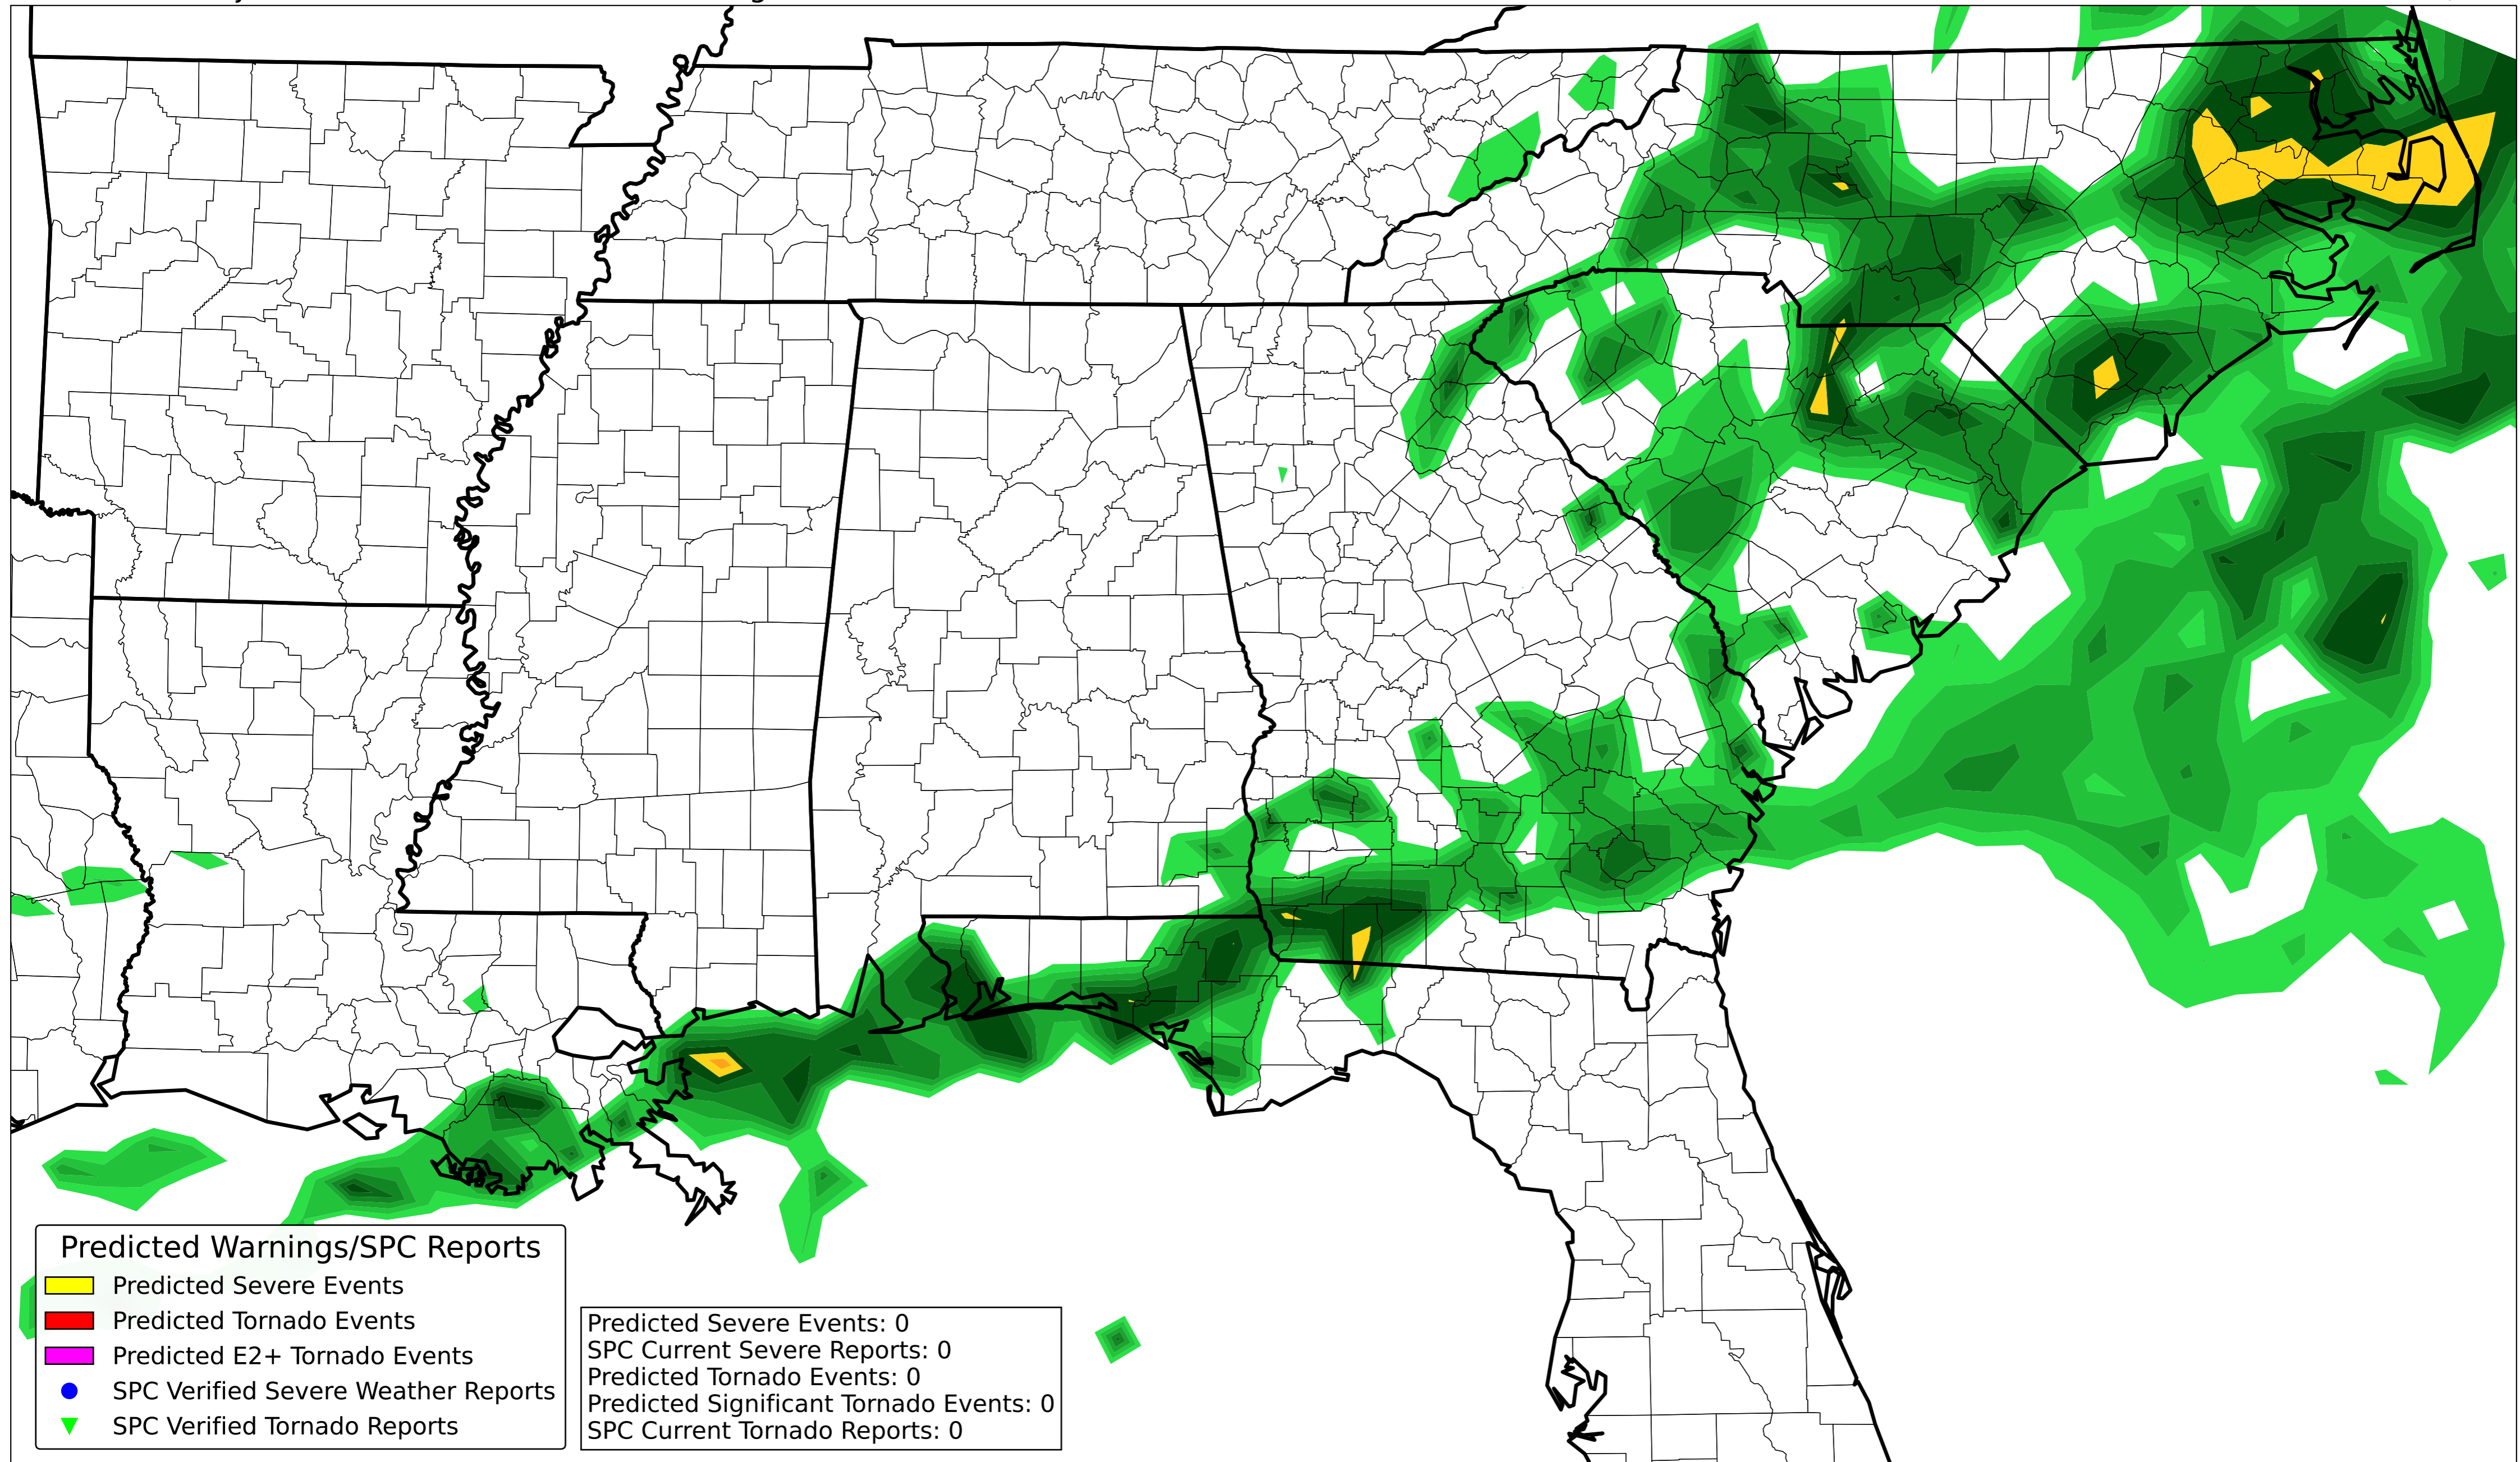 Predicted Warnings/SPC Reports
Predicted Severe Events
Predicted Tornado Events
Predicted E2+ Tornado Events
SPC Verified Severe Weather Reports
SPC Verified Tornado Reports
Predicted Severe Events: 0
SPC Current Severe Reports: 0
Predicted Tornado Events: 0
Predicted Significant Tornado Events: 0
SPC Current Tornado Reports: 0